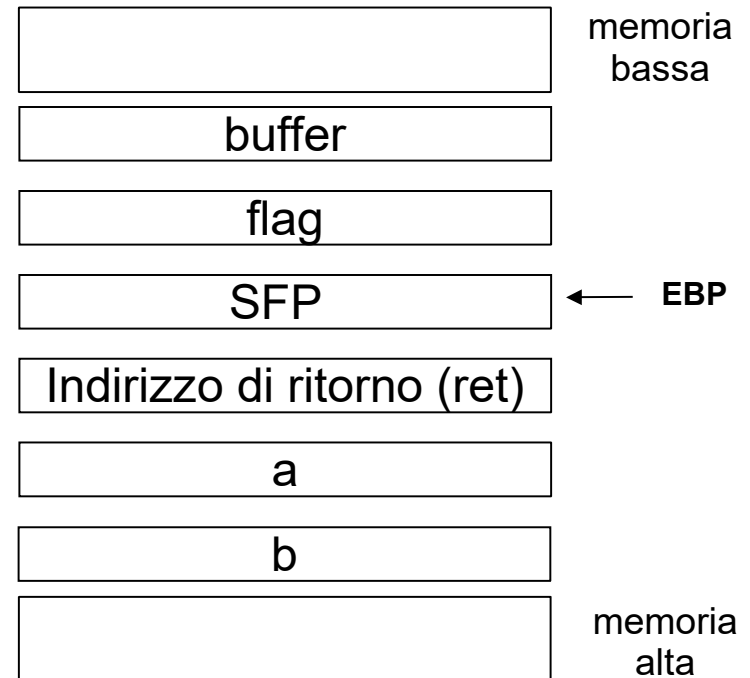 memoria
bassa
buffer
flag
SFP
EBP
Indirizzo di ritorno (ret)
a
b
memoria
alta